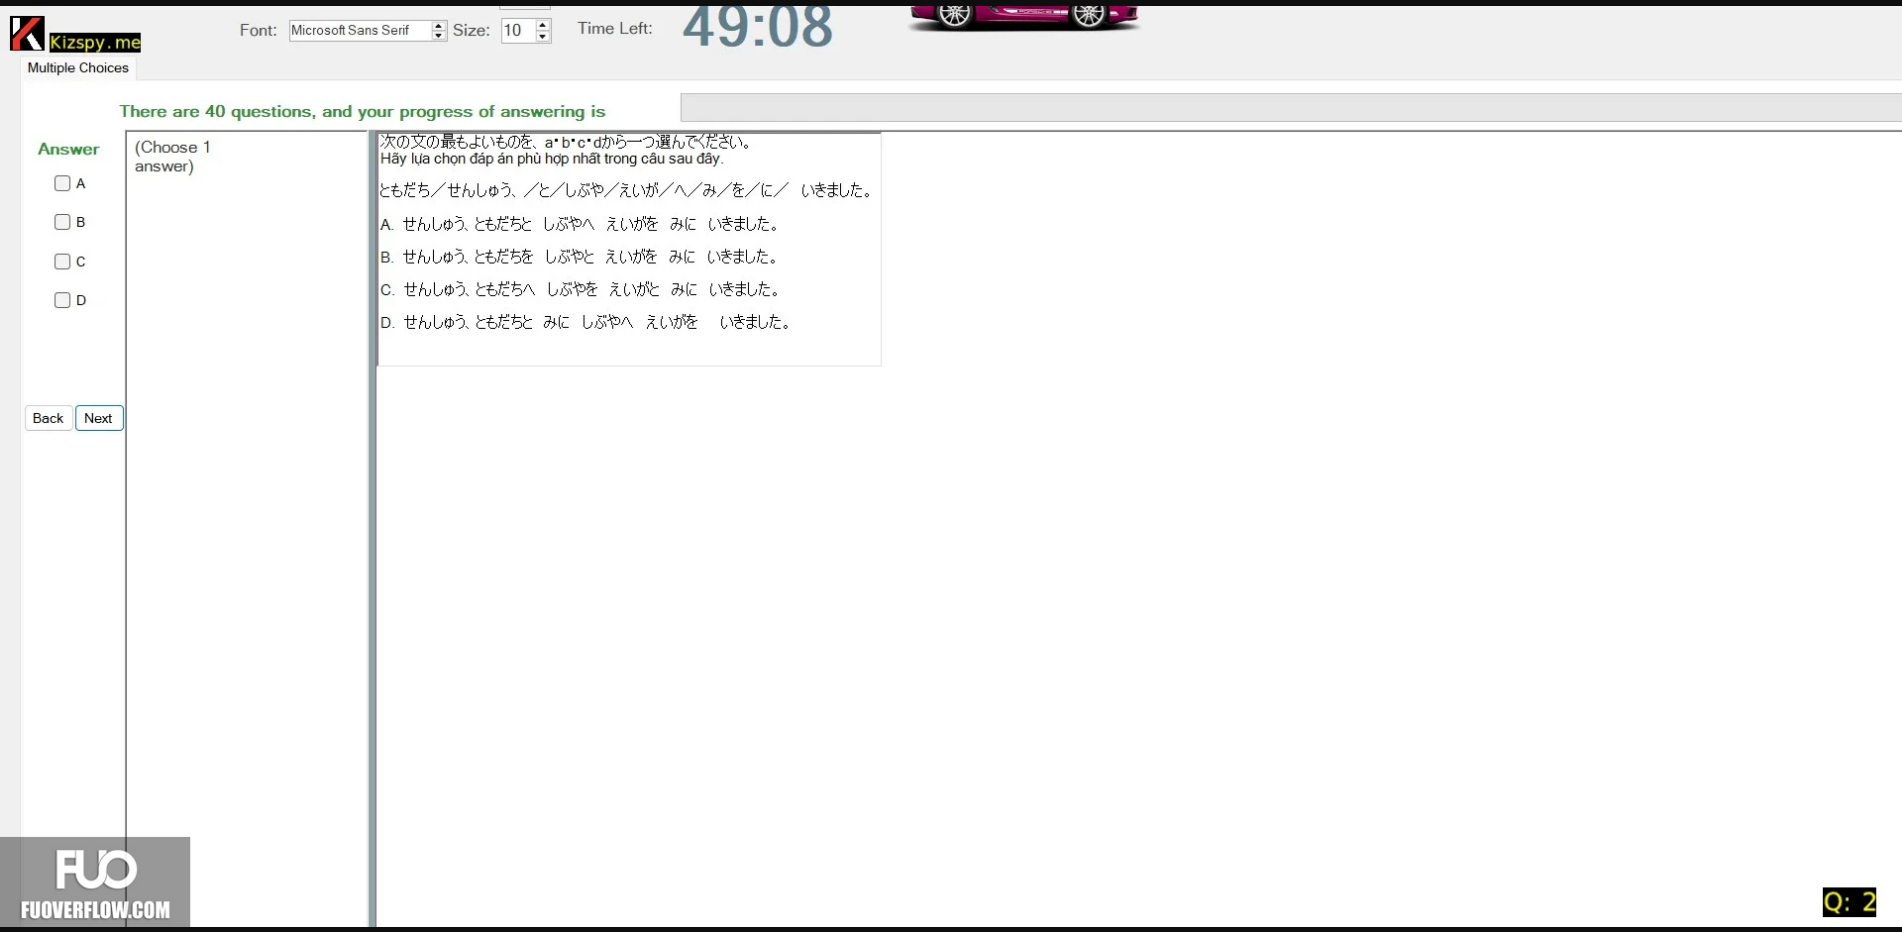 Kizspy.me
Font: Microsoft Sans Serif Size: 10 Time Left: 49:08
Multiple Choices
There are 40 questions, and your progress of answering is
Answer
A
B
C
D
Back Next
(Choose 1
answer)
次の文の最もよいものを、a・b・c・dから一つ選んでください。
Hãy lựa chọn đáp án phù hợp nhất trong câu sau đây.
ともだち／せんしゅう、／と／しぶや／えいが／へ／み／を／に／ いきました。
A. せんしゅう、ともだちと しぶやへ えいがを みに いきました。
B. せんしゅう、ともだちを しぶやと えいがを みに いきました。
C. せんしゅう、ともだちへ しぶやを えいがと みに いきました。
D. せんしゅう、ともだちと みに しぶやへ えいがを いきました。
FUO
FUOVERFLOW.COM
Q: 2